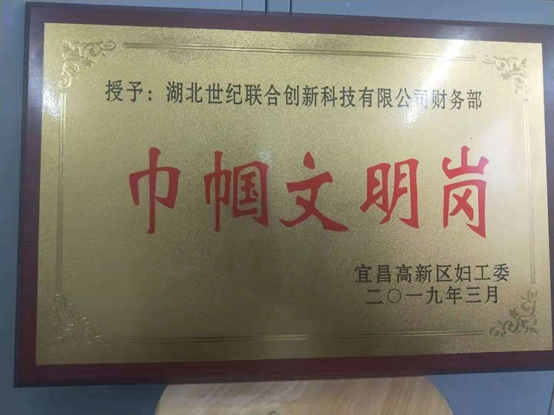 授予：湖北世纪联合创新科技有限公司财务部
巾帼文明岗
宜昌高新区妇工委
二〇一九年三月